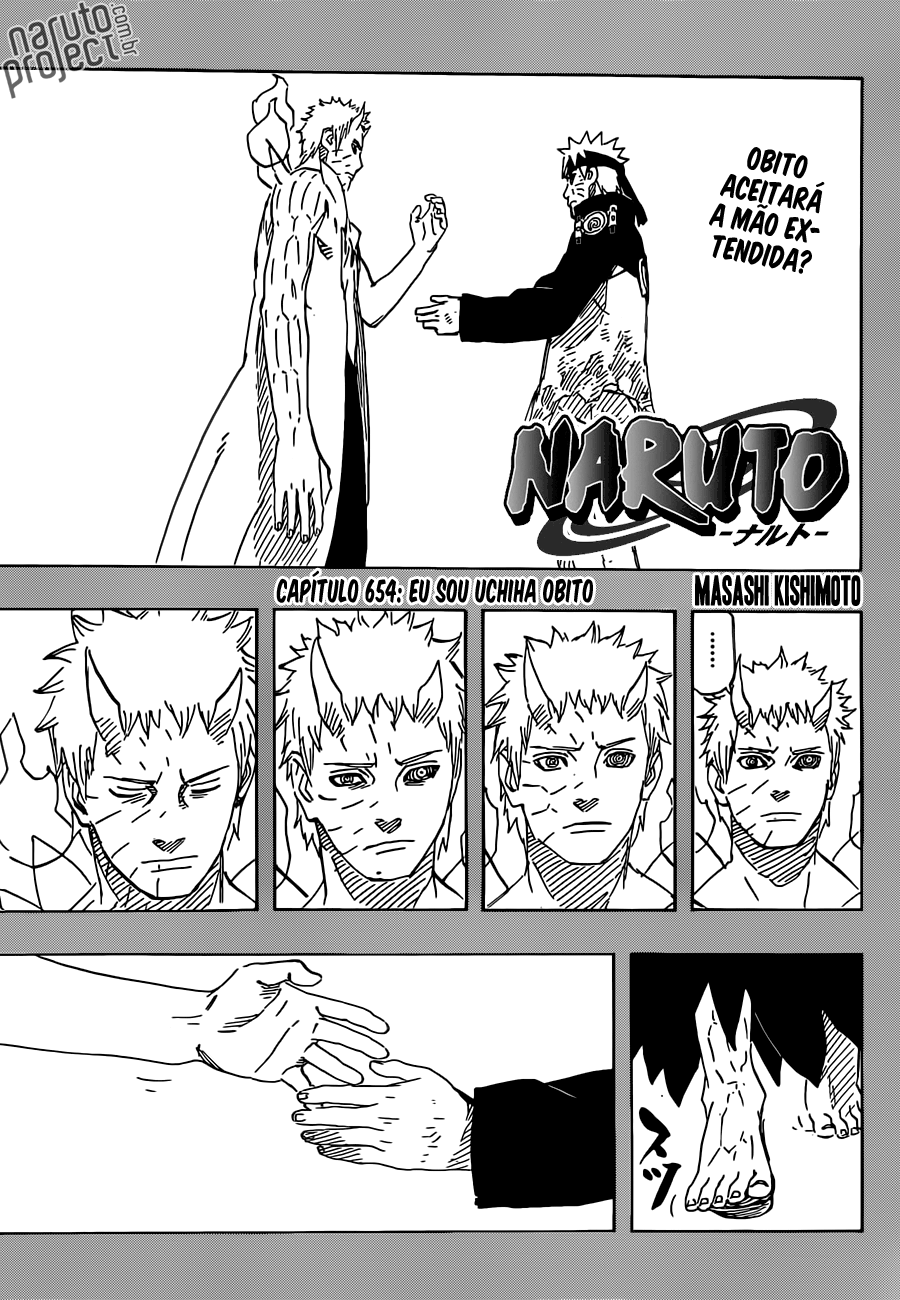 naruto
project
.com.br
OBITO
ACEITARÁ
A MÃO EX-
TENDIDA?
NARUTO
-ナルト-
CAPÍTULO 654: EU SOU UCHIHA OBITO
MASASHI KISHIMOTO
.......
スッ